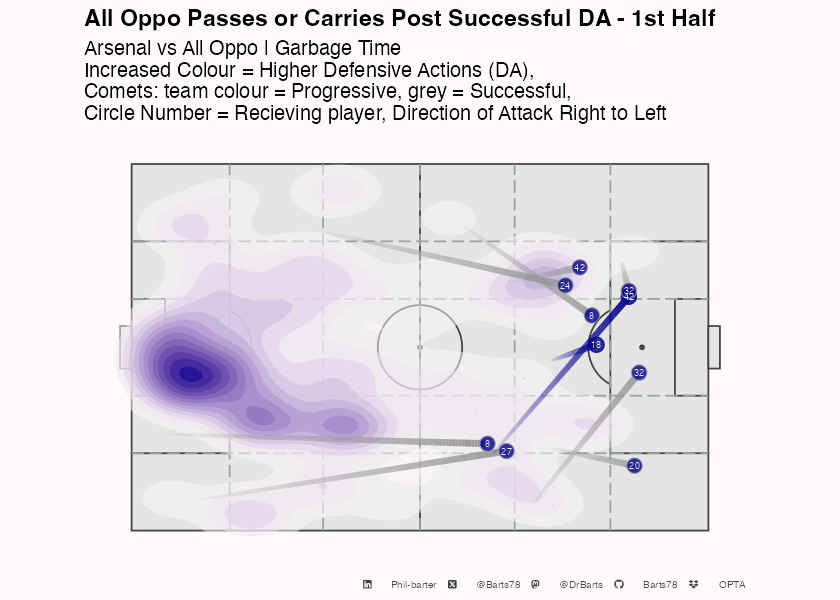 All Oppo Passes or Carries Post Successful DA - 1st Half
Arsenal vs All Oppo | Garbage Time
Increased Colour = Higher Defensive Actions (DA),
Comets: team colour = Progressive, grey = Successful,
Circle Number = Recieving player, Direction of Attack Right to Left
42
24
32
42
8
18
32
8
27
20
Phil-barter @Barts78 @DrBarts Barts78 OPTA